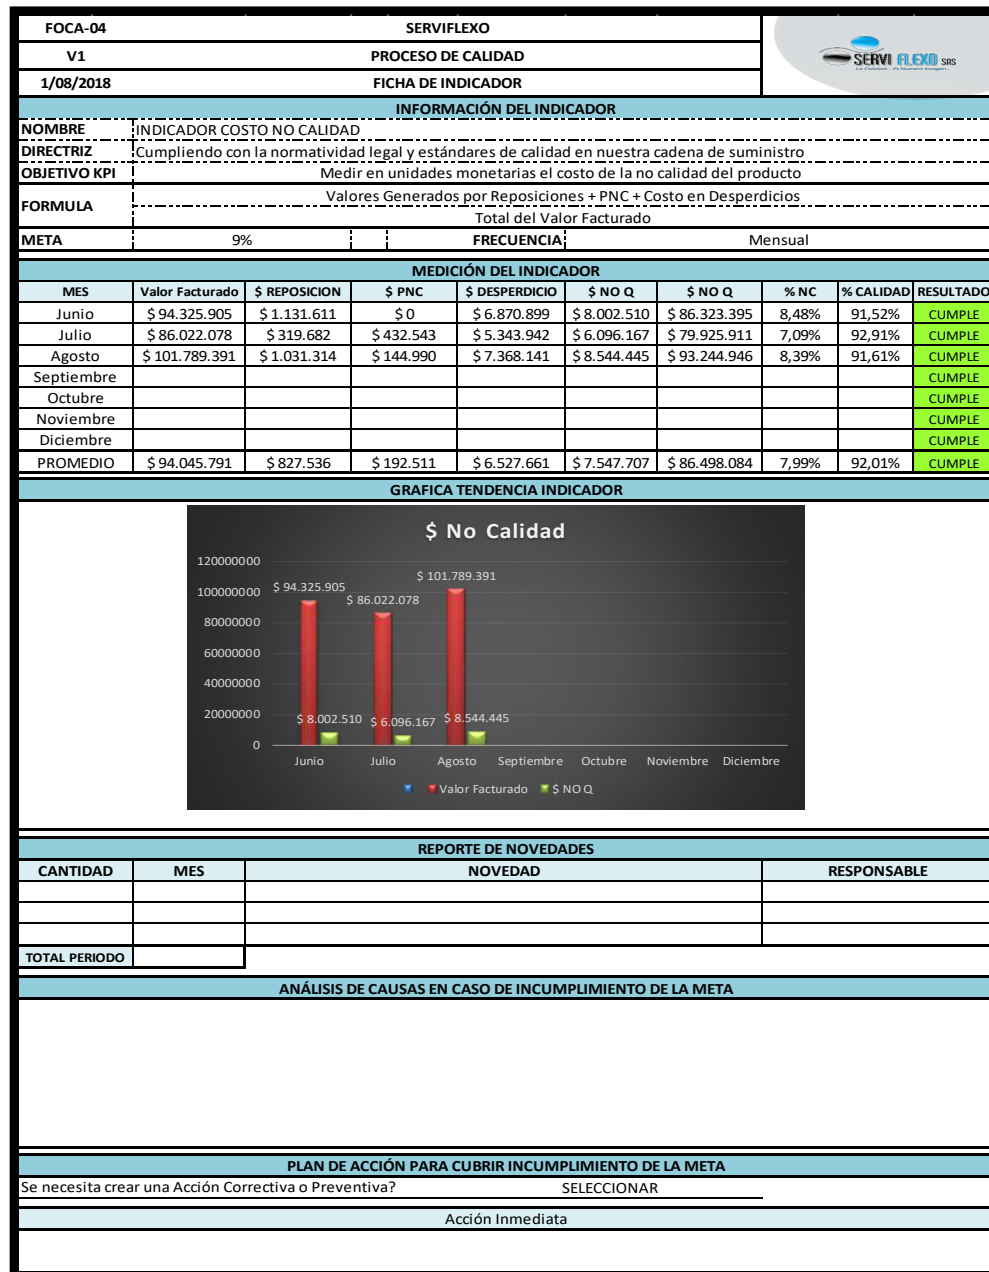 FOCA-04 SERVIFLEXO
V1 PROCESO DE CALIDAD
1/08/2018 FICHA DE INDICADOR
SERVI FLEXO SAS
INFORMACIÓN DEL INDICADOR
NOMBRE INDICADOR COSTO NO CALIDAD
DIRECTRIZ Cumpliendo con la normatividad legal y estándares de calidad en nuestra cadena de suministro
OBJETIVO KPI Medir en unidades monetarias el costo de la no calidad del producto
FORMULA Valores Generados por Reposiciones + PNC + Costo en Desperdicios
Total del Valor Facturado
META 9% FRECUENCIA Mensual
MEDICIÓN DEL INDICADOR
MES Valor Facturado $ REPOSICION $ PNC $ DESPERDICIO $ NO Q $ NO Q % NC % CALIDAD RESULTADO
Junio $ 94.325.905 $ 1.131.611 $ 0 $ 6.870.899 $ 8.002.510 $ 86.323.395 8,48% 91,52% CUMPLE
Julio $ 86.022.078 $ 319.682 $ 432.543 $ 5.343.942 $ 6.096.167 $ 79.925.911 7,09% 92,91% CUMPLE
Agosto $ 101.789.391 $ 1.031.314 $ 144.990 $ 7.368.141 $ 8.544.445 $ 93.244.946 8,39% 91,61% CUMPLE
Septiembre CUMPLE
Octubre CUMPLE
Noviembre CUMPLE
Diciembre CUMPLE
PROMEDIO $ 94.045.791 $ 827.536 $ 192.511 $ 6.527.661 $ 7.547.707 $ 86.498.084 7,99% 92,01% CUMPLE
GRAFICA TENDENCIA INDICADOR
$ No Calidad
120000000
100000000
80000000
60000000
40000000
20000000
0
$ 94.325.905 $ 86.022.078 $ 101.789.391
$ 8.002.510 $ 6.096.167 $ 8.544.445
Junio Julio Agosto Septiembre Octubre Noviembre Diciembre
Valor Facturado $ NO Q
REPORTE DE NOVEDADES
CANTIDAD MES NOVEDAD RESPONSABLE
TOTAL PERIODO
ANÁLISIS DE CAUSAS EN CASO DE INCUMPLIMIENTO DE LA META
PLAN DE ACCIÓN PARA CUBRIR INCUMPLIMIENTO DE LA META
Se necesita crear una Acción Correctiva o Preventiva? SELECCIONAR
Acción Inmediata